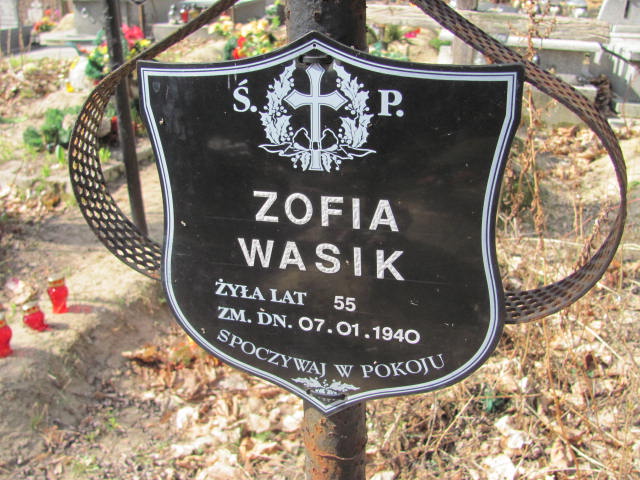 Ś. P.
ZOFIA
WASIK
ŻYŁA LAT 55
ZM. DN. 07.01.1940
SPOCZYWAJ W POKOJU